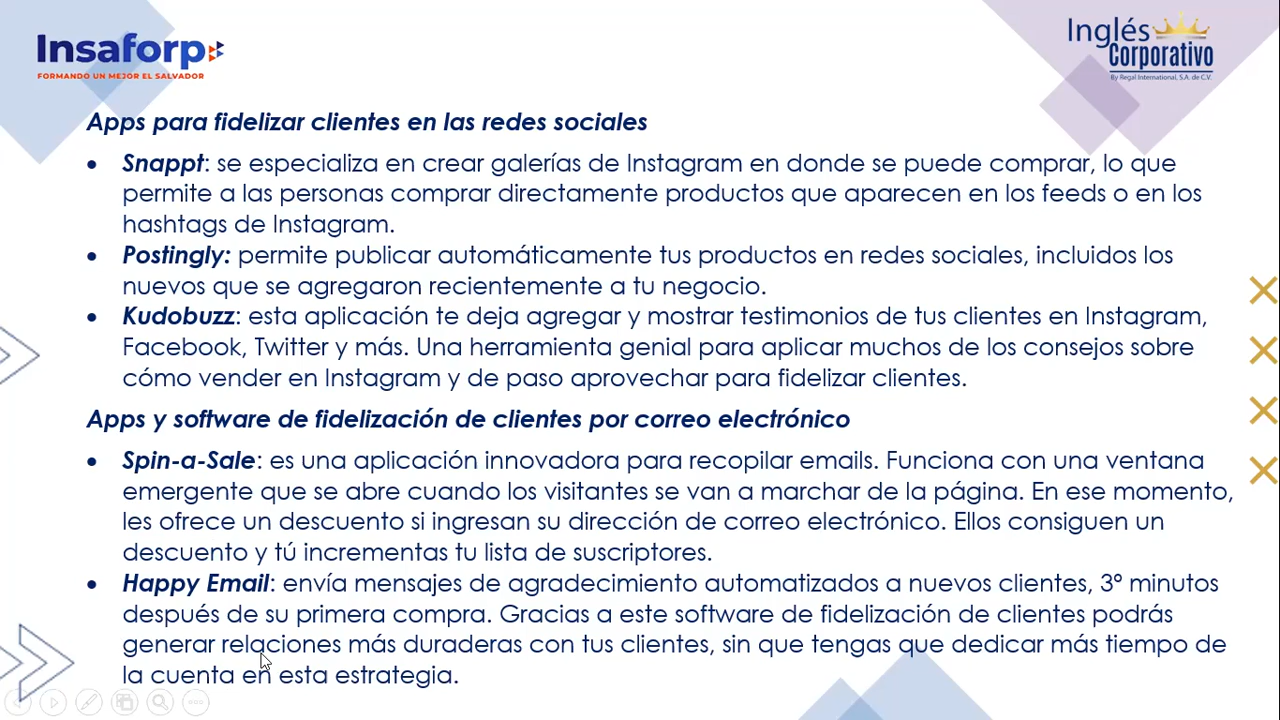 Insaforp
FORMANDO UN MEJOR EL SALVADOR
Inglés
Corporativo
By Regal International, S.A. de C.V.
Apps para fidelizar clientes en las redes sociales
• Snappt: se especializa en crear galerías de Instagram en donde se puede comprar, lo que
permite a las personas comprar directamente productos que aparecen en los feeds o en los
hashtags de Instagram.
• Postingly: permite publicar automáticamente tus productos en redes sociales, incluidos los
nuevos que se agregaron recientemente a tu negocio.
• Kudobuzz: esta aplicación te deja agregar y mostrar testimonios de tus clientes en Instagram,
Facebook, Twitter y más. Una herramienta genial para aplicar muchos de los consejos sobre
cómo vender en Instagram y de paso aprovechar para fidelizar clientes.
Apps y software de fidelización de clientes por correo electrónico
• Spin-a-Sale: es una aplicación innovadora para recopilar emails. Funciona con una ventana
emergente que se abre cuando los visitantes se van a marchar de la página. En ese momento,
les ofrece un descuento si ingresan su dirección de correo electrónico. Ellos consiguen un
descuento y tú incrementas tu lista de suscriptores.
• Happy Email: envía mensajes de agradecimiento automatizados a nuevos clientes, 3º minutos
después de su primera compra. Gracias a este software de fidelización de clientes podrás
generar relaciones más duraderas con tus clientes, sin que tengas que dedicar más tiempo de
la cuenta en esta estrategia.